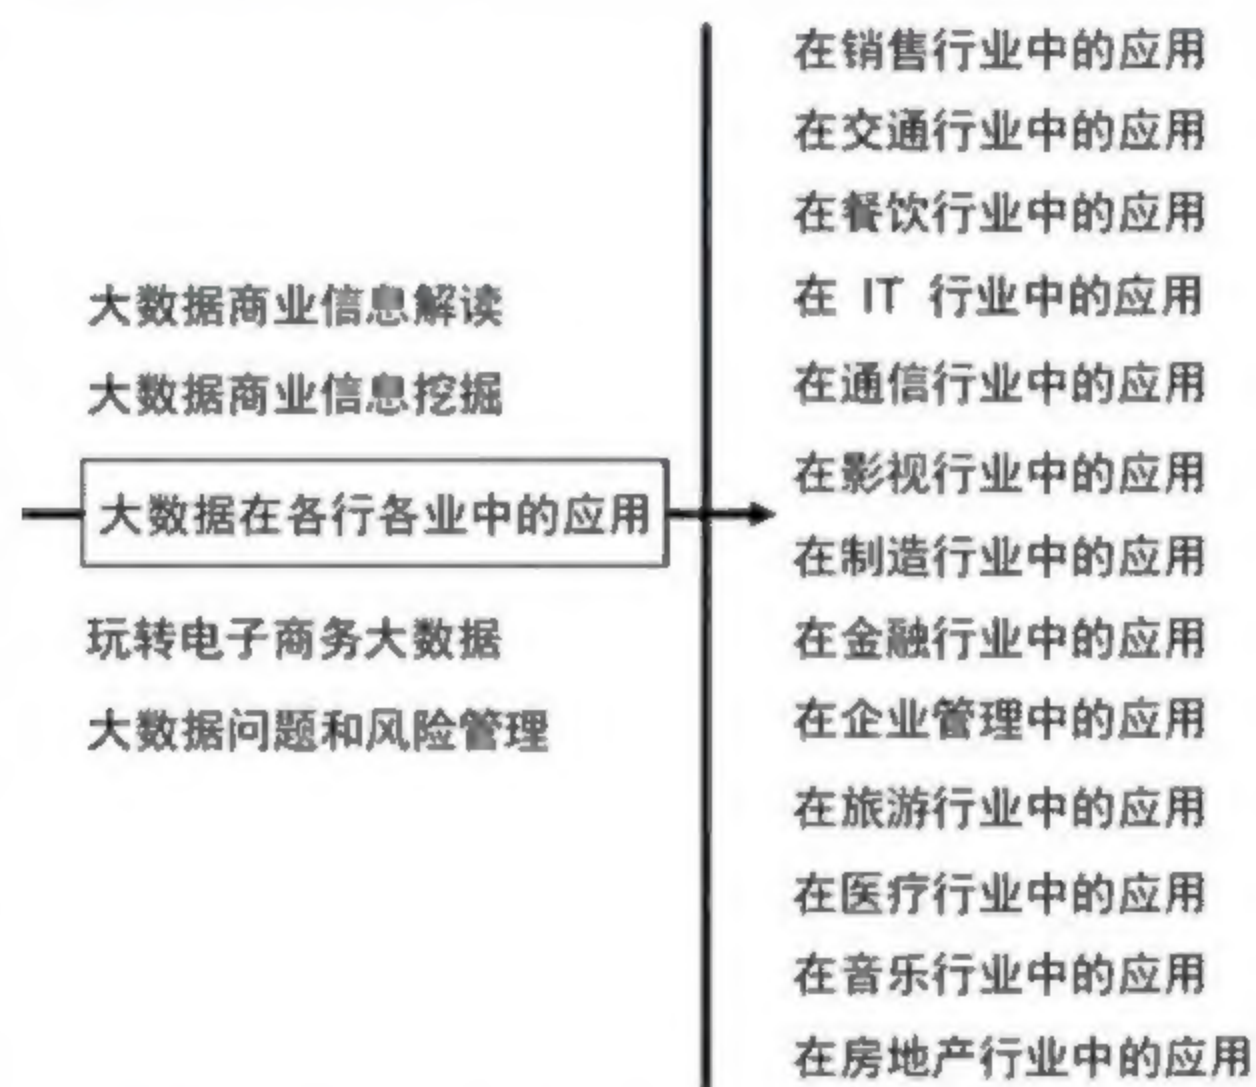 大数据商业信息解读
大数据商业信息挖掘
大数据在各行各业中的应用
玩转电子商务大数据
大数据问题和风险管理
在销售行业中的应用
在交通行业中的应用
在餐饮行业中的应用
在 IT 行业中的应用
在通信行业中的应用
在影视行业中的应用
在制造行业中的应用
在金融行业中的应用
在企业管理中的应用
在旅游行业中的应用
在医疗行业中的应用
在音乐行业中的应用
在房地产行业中的应用